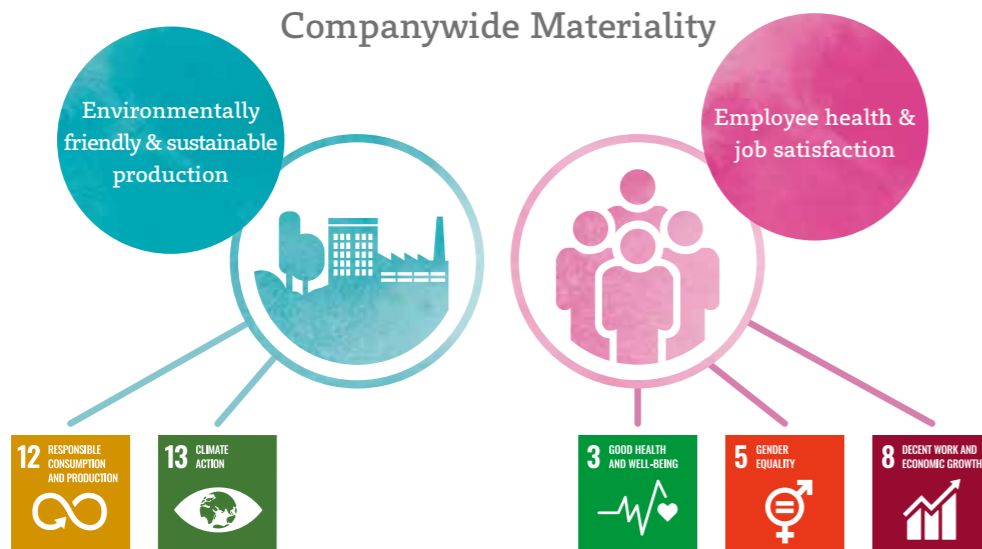 Companywide Materiality
Environmentally
friendly & sustainable
production
Employee health &
job satisfaction
12 RESPONSIBLE
CONSUMPTION
AND PRODUCTION
13 CLIMATE
ACTION
3 GOOD HEALTH
AND WELL-BEING
5 GENDER
EQUALITY
8 DECENT WORK AND
ECONOMIC GROWTH